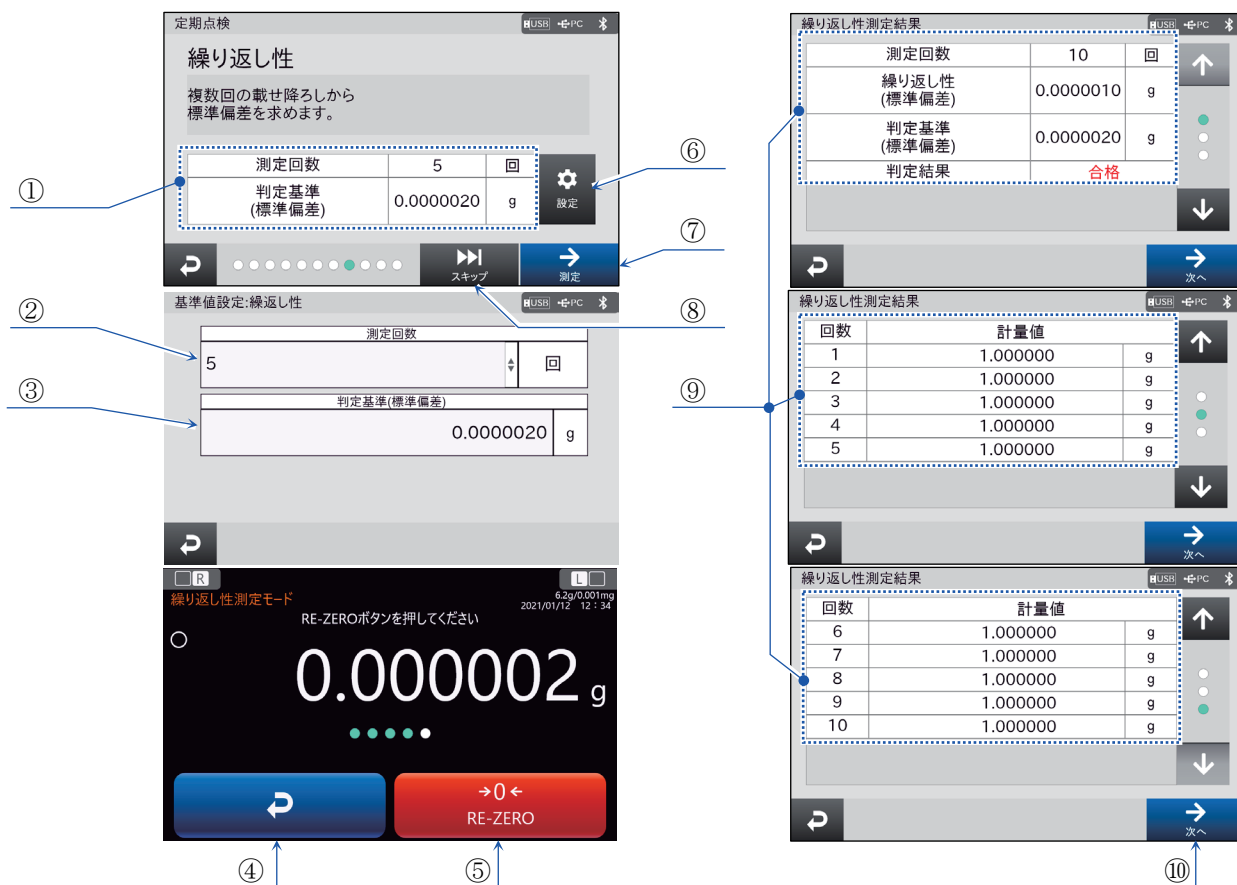 定期点検
USB PC
繰り返し性
複数回の載せ降ろしから
標準偏差を求めます。
測定回数 5 回
判定基準
(標準偏差) 0.0000020 g
設定
スキップ
測定
①
⑥
⑦
⑧
基準値設定:繰返し性
USB PC
測定回数
5 回
判定基準(標準偏差)
0.0000020 g
②
③
R
L
繰り返し性測定モード
6.2g/0.001mg
2021/01/12 12:34
RE-ZEROボタンを押してください
0.000002 g
→0←
RE-ZERO
④
⑤
繰り返し性測定結果
USB PC
測定回数 10 回
繰り返し性
(標準偏差) 0.0000010 g
判定基準
(標準偏差) 0.0000020 g
判定結果 合格
次へ
繰り返し性測定結果
USB PC
回数 計量値
1 1.000000 g
2 1.000000 g
3 1.000000 g
4 1.000000 g
5 1.000000 g
次へ
⑨
繰り返し性測定結果
USB PC
回数 計量値
6 1.000000 g
7 1.000000 g
8 1.000000 g
9 1.000000 g
10 1.000000 g
次へ
⑩